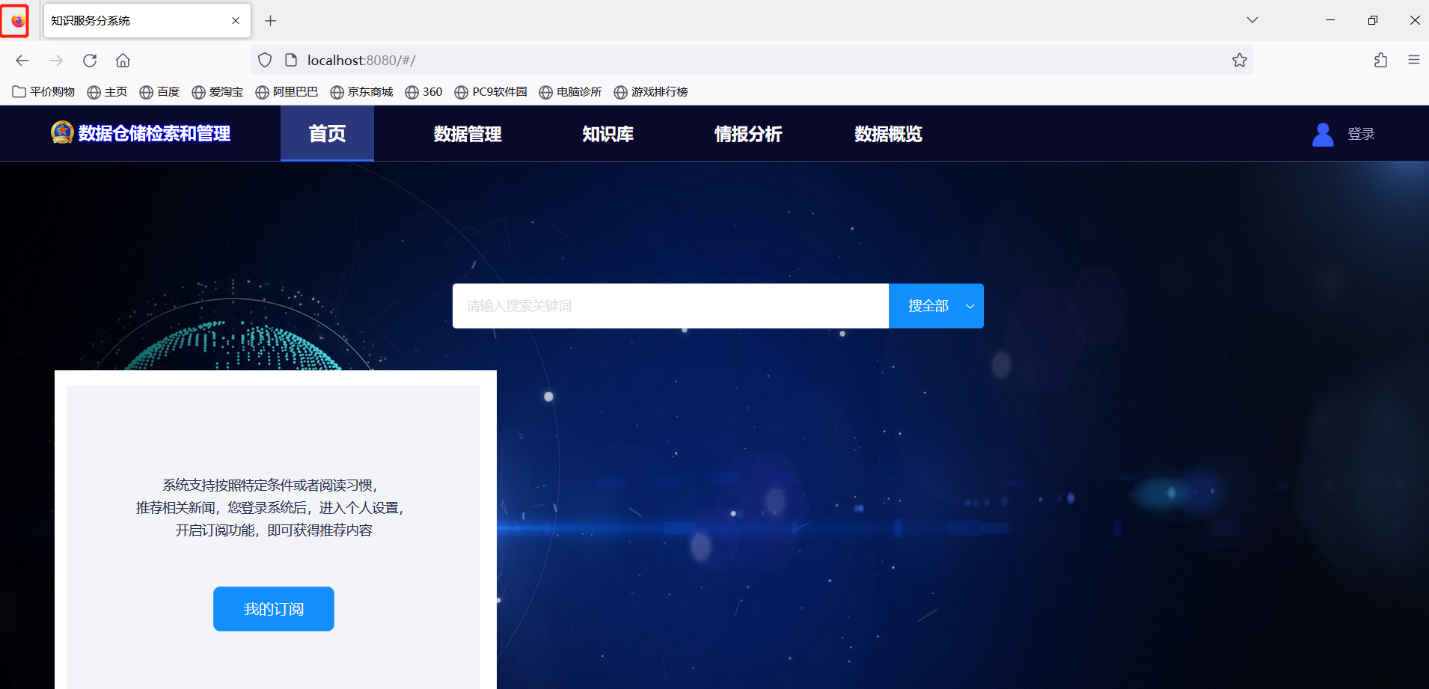 知识服务分系统
localhost:8080/#/
平价购物 主页 百度 爱淘宝 阿里巴巴 京东商城 360 PC9软件园 电脑诊所 游戏排行榜
数据仓储检索和管理 首页 数据管理 知识库 情报分析 数据概览 登录
请输入搜索关键词 搜全部
系统支持按照特定条件或者阅读习惯，
推荐相关新闻，您登录系统后，进入个人设置，
开启订阅功能，即可获得推荐内容
我的订阅